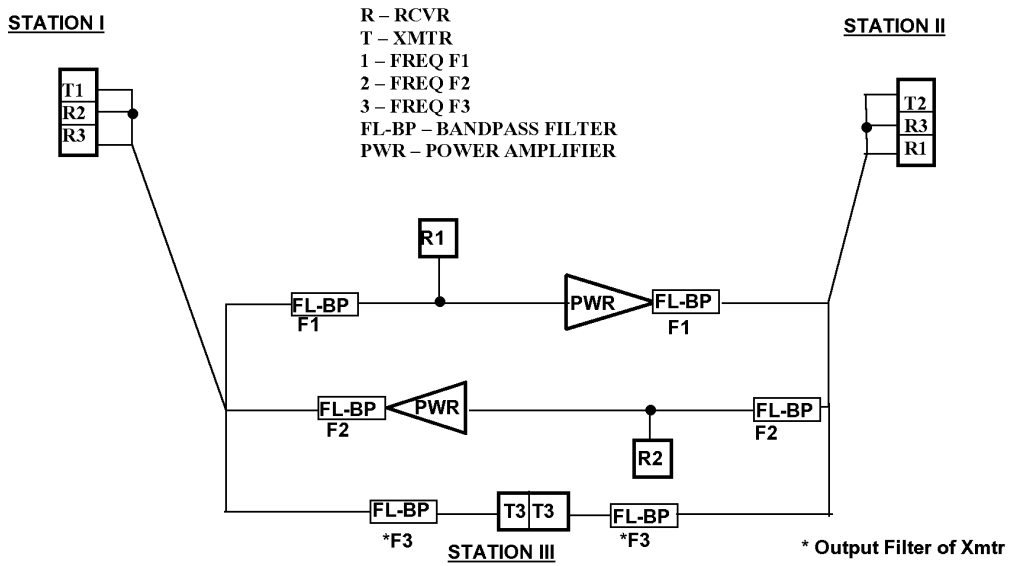 STATION I
R – RCVR
T – XMTR
1 – FREQ F1
2 – FREQ F2
3 – FREQ F3
FL-BP – BANDPASS FILTER
PWR – POWER AMPLIFIER
STATION II
T1
R2
R3
T2
R3
R1
R1
FL-BP
F1
PWR
FL-BP
F1
FL-BP
F2
PWR
R2
FL-BP
F2
FL-BP
*F3
T3 T3
FL-BP
*F3
STATION III
* Output Filter of Xmtr